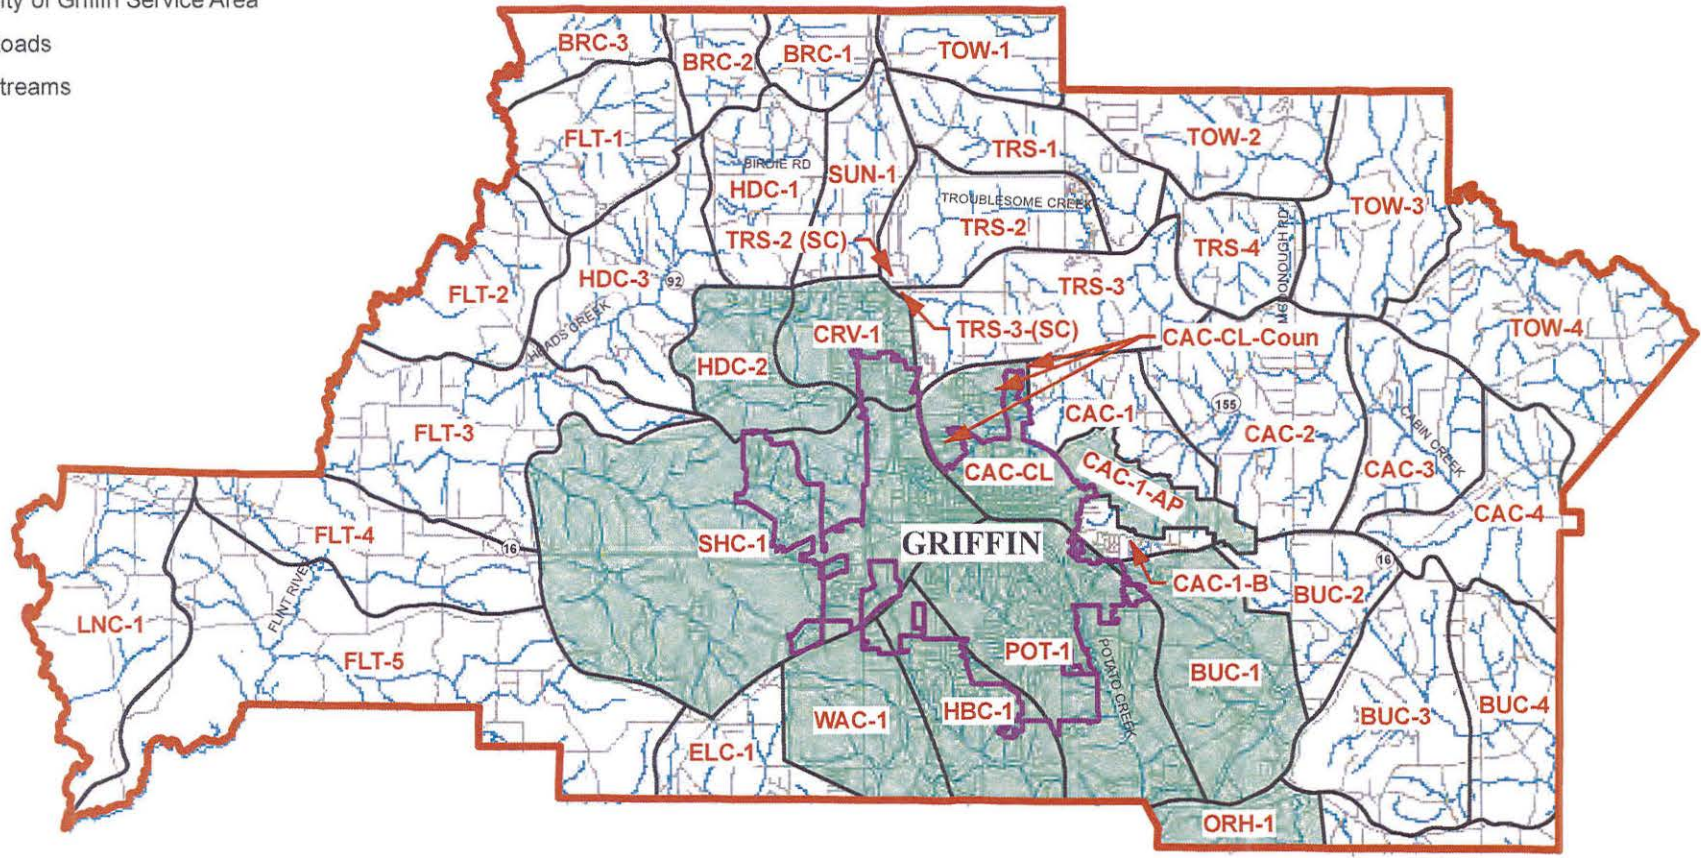 ity of Griffin Service Area
oads
treams
BRC-3
BRC-2
BRC-1
TOW-1
FLT-1
BIRDIE RD
HDC-1
SUN-1
TRS-1
TOW-2
TROUBLESOME CREEK
TRS-2
TOW-3
TRS-2 (SC)
TRS-4
MCDONOUGH RD
FLT-2
HDC-3
92
TRS-3
HEADS CREEK
CRV-1
TRS-3-(SC)
CAC-CL-Coun
TOW-4
HDC-2
FLT-3
CAC-1
155
CAC-2
CABIN CREEK
CAC-3
CAC-CL
CAC-1-AP
CAC-4
FLT-4
16
SHC-1
GRIFFIN
16
FLINT RIVER
CAC-1-B
BUC-2
LNC-1
FLT-5
POT-1
POTATO CREEK
BUC-1
WAC-1
HBC-1
BUC-3
BUC-4
ELC-1
ORH-1